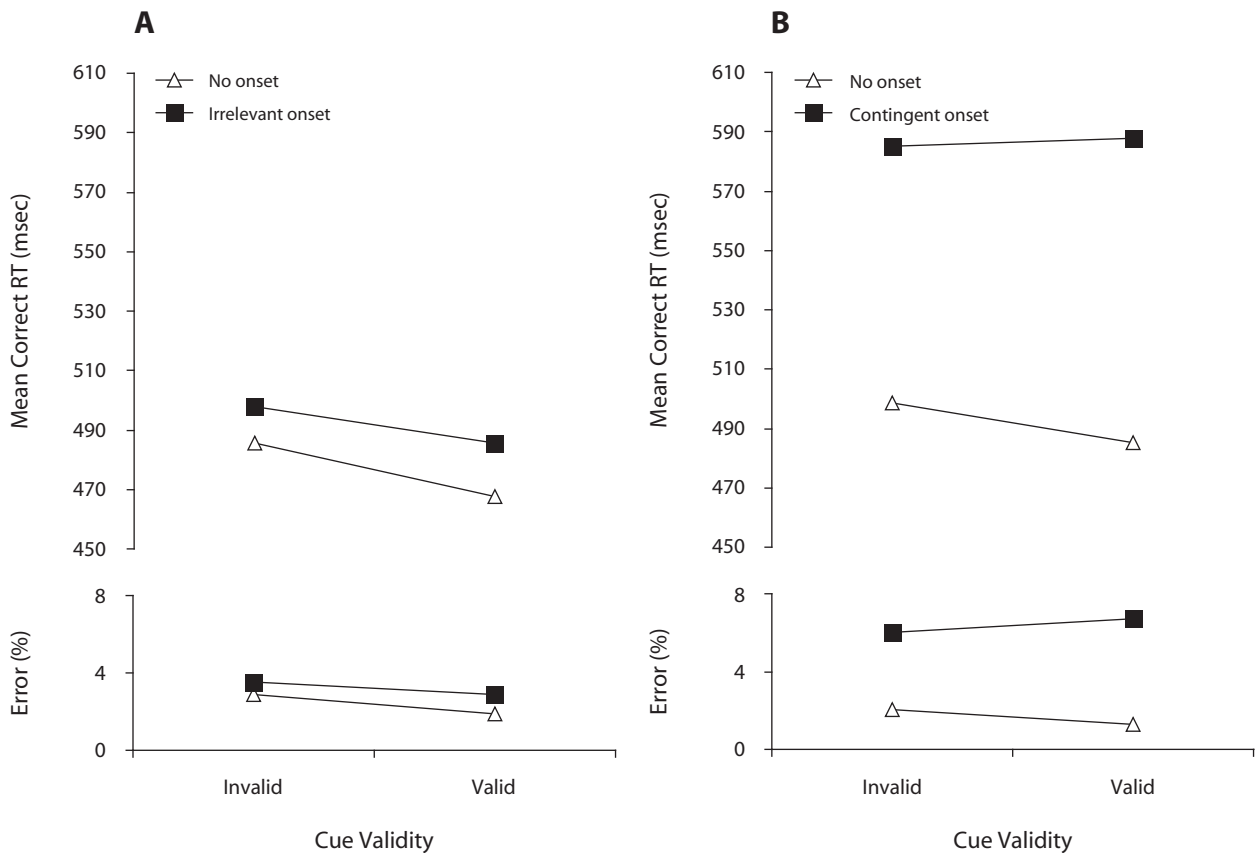 A
Mean Correct RT (msec)
610
590
570
550
530
510
490
470
450
No onset
Irrelevant onset
Error (%)
8
4
0
Invalid
Valid
Cue Validity
B
Mean Correct RT (msec)
610
590
570
550
530
510
490
470
450
No onset
Contingent onset
Error (%)
8
4
0
Invalid
Valid
Cue Validity